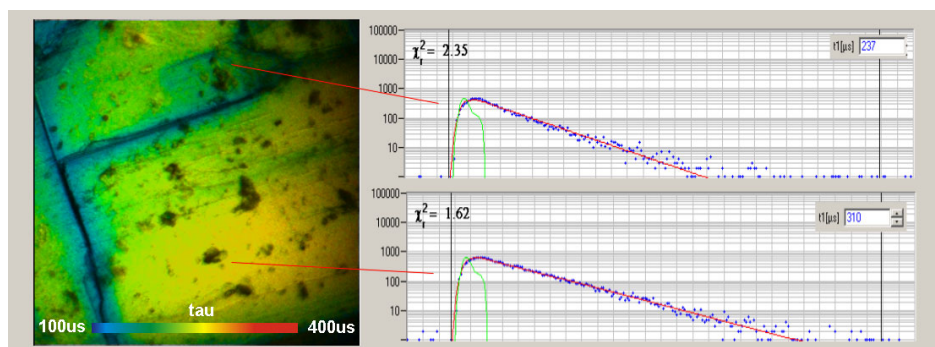 100000-
10000-
1000-
100-
10-
χ²r= 2.35
t1[µs] 237
100000-
10000-
1000-
100-
10-
χ²r= 1.62
t1[µs] 310
tau
100us
400us